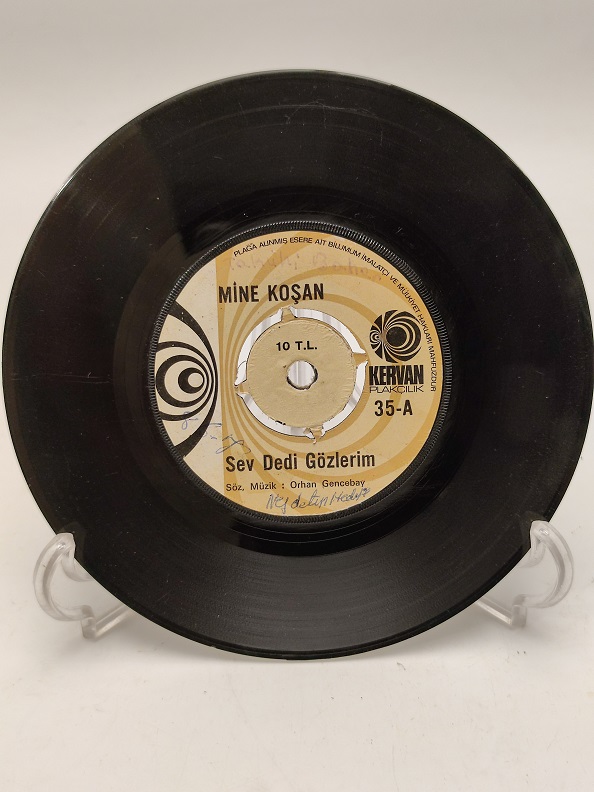 PLAĞA ALINMIŞ ESERE AİT BİLUMUM İMALATÇI VE MÜLKİYET HAKLARI MAHFUZDUR
MİNE KOŞAN
10 T.L.
KERVAN
PLAKÇILIK
35-A
Sev Dedi Gözlerim
Söz, Müzik : Orhan Gencebay